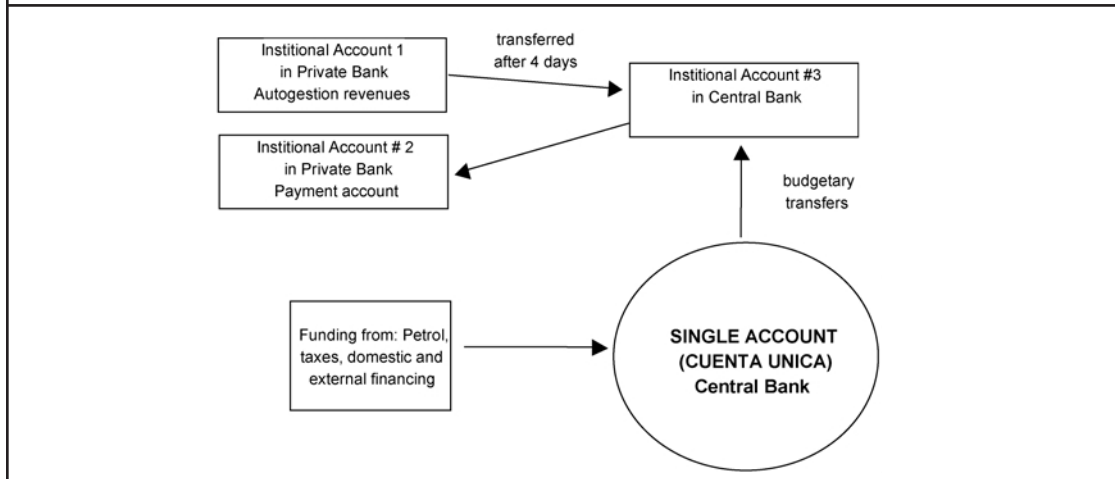 Institional Account 1
in Private Bank
Autogestion revenues
transferred
after 4 days
Institional Account #3
in Central Bank
Institional Account # 2
in Private Bank
Payment account
budgetary
transfers
Funding from: Petrol,
taxes, domestic and
external financing
SINGLE ACCOUNT
(CUENTA UNICA)
Central Bank